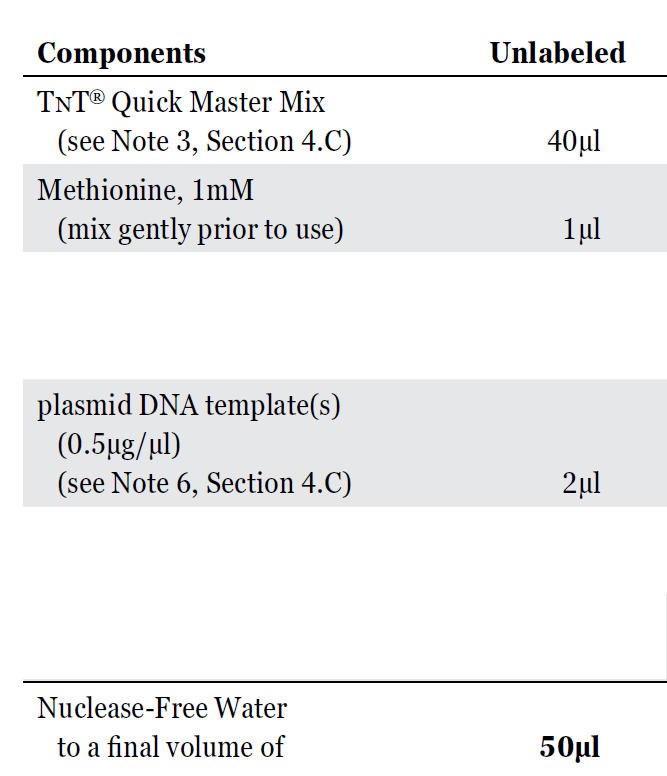 Components Unlabeled
TNT® Quick Master Mix
(see Note 3, Section 4.C) 40µl
Methionine, 1mM
(mix gently prior to use) 1µl
plasmid DNA template(s)
(0.5µg/µl)
(see Note 6, Section 4.C) 2µl
Nuclease-Free Water
to a final volume of 50µl